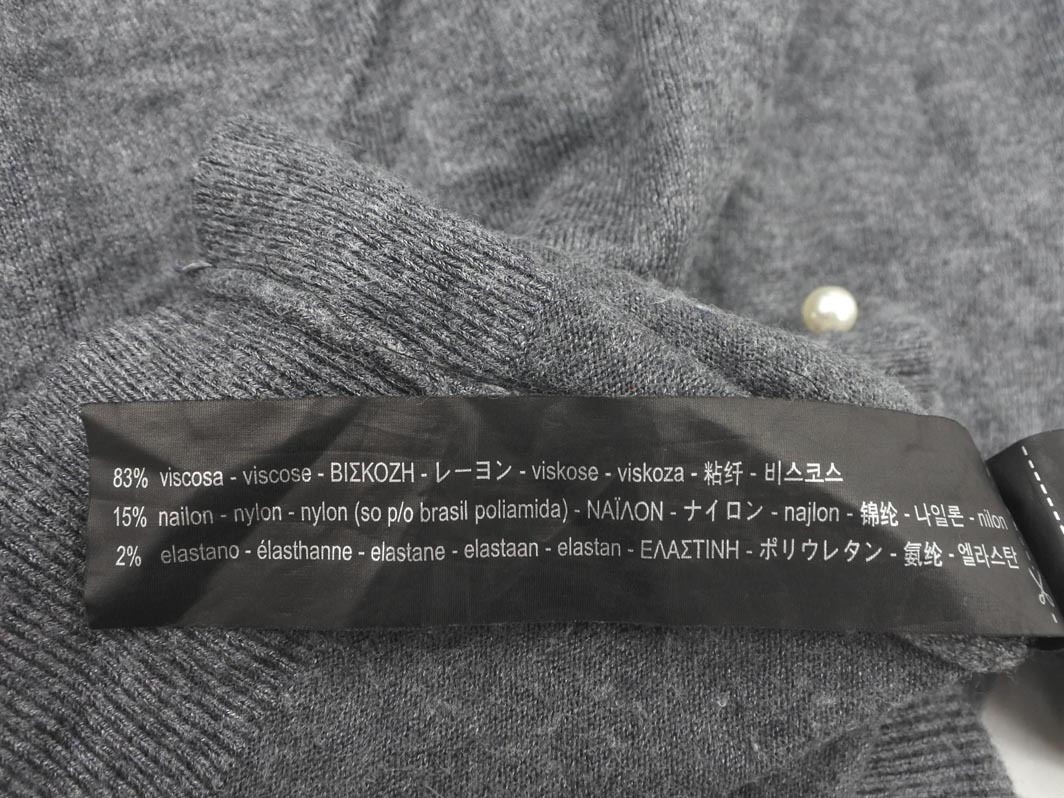 83% viscosa - viscose - ΒΙΣΚΟΖΗ - レーヨン - viskose - viskoza - 粘纤 - 비스코스
15% nailon - nylon - nylon (so p/o brasil poliamida) - ΝΑΪΛΟΝ - ナイロン - najlon - 锦纶 - 나일론 - nilon
2% elastano - élasthanne - elastane - elastaan - elastan - ΕΛΑΣΤΙΝΗ - ポリウレタン - 氨纶 - 엘라스탄